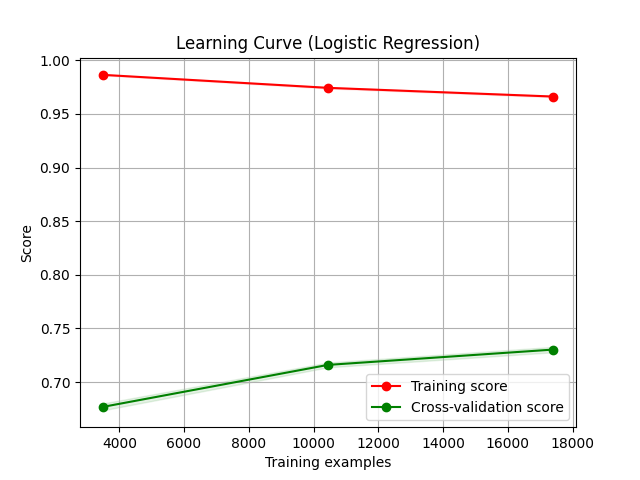 Learning Curve (Logistic Regression)
1.00
0.95
0.90
0.85
0.80
0.75
0.70
Score
Training score
Cross-validation score
4000 6000 8000 10000 12000 14000 16000 18000
Training examples